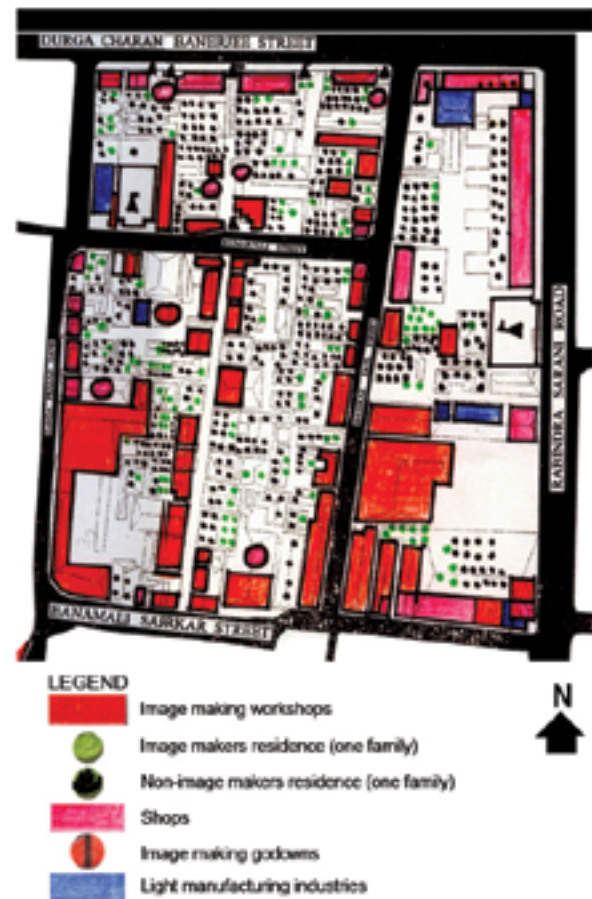 DURGA CHARAN BANERJEE STREET
RABINDRA SARANI ROAD
BANAMALI SARKAR STREET
LEGEND
N
Image making workshops
Image makers residence (one family)
Non-image makers residence (one family)
Shops
Image making godowns
Light manufacturing industries